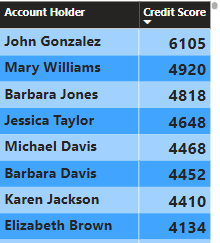 Account Holder Credit Score
John Gonzalez 6105
Mary Williams 4920
Barbara Jones 4818
Jessica Taylor 4648
Michael Davis 4468
Barbara Davis 4452
Karen Jackson 4410
Elizabeth Brown 4134